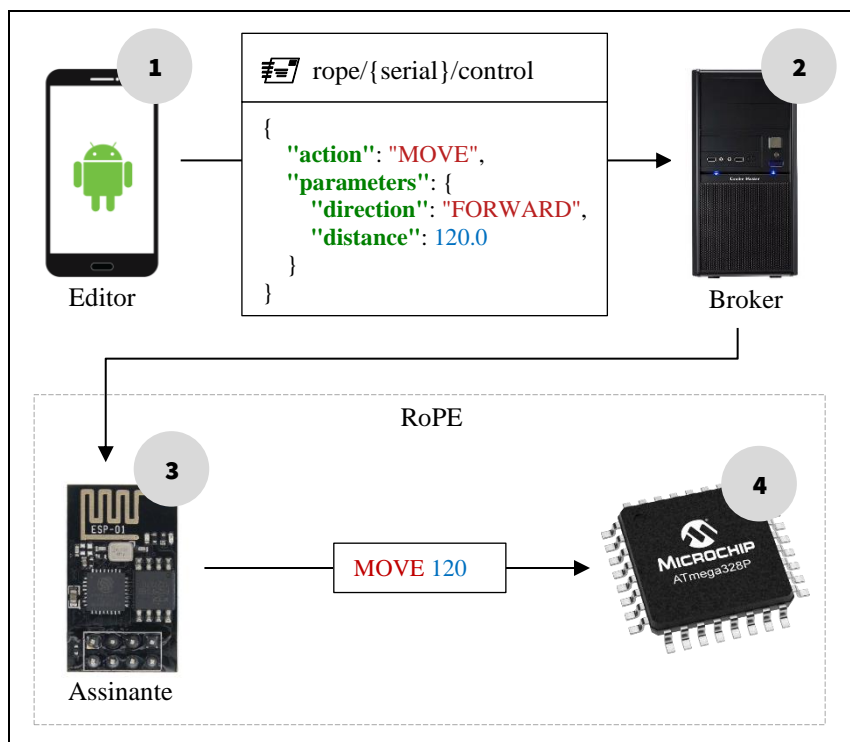 1
rope/{serial}/control
2
{
"action": "MOVE",
"parameters": {
"direction": "FORWARD",
"distance": 120.0
}
}
Editor
Broker
RoPE
3
4
ESP-01
MICROCHIP
ATmega328P
MOVE 120
Assinante